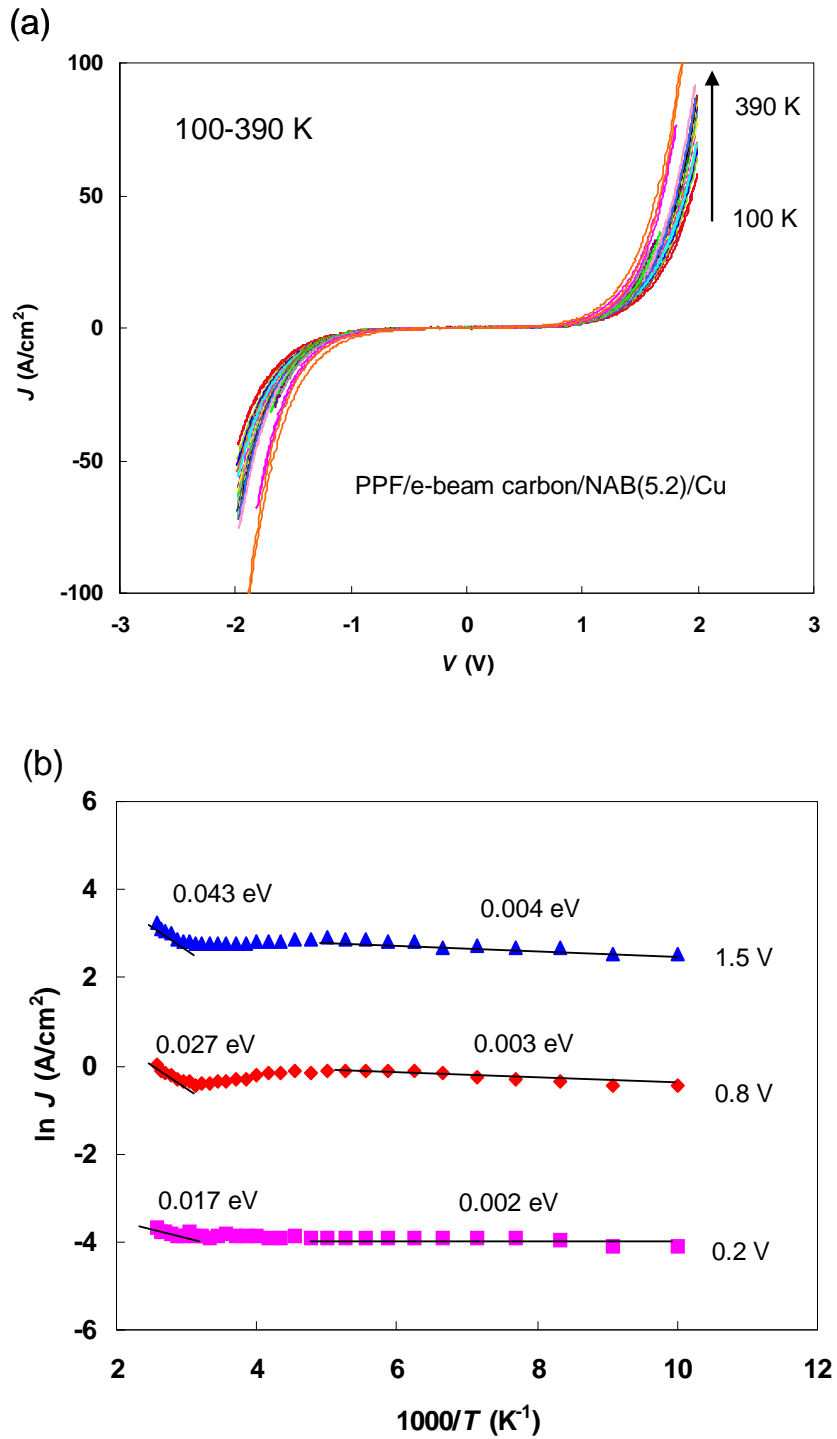 (a)
100
50
0
-50
-100
J (A/cm²)
100-390 K
390 K
100 K
PPF/e-beam carbon/NAB(5.2)/Cu
-3 -2 -1 0 1 2 3
V (V)
(b)
6
4
2
0
-2
-4
-6
ln J (A/cm²)
0.043 eV 0.004 eV
1.5 V
0.027 eV 0.003 eV
0.8 V
0.017 eV 0.002 eV
0.2 V
2 4 6 8 10 12
1000/T (K⁻¹)